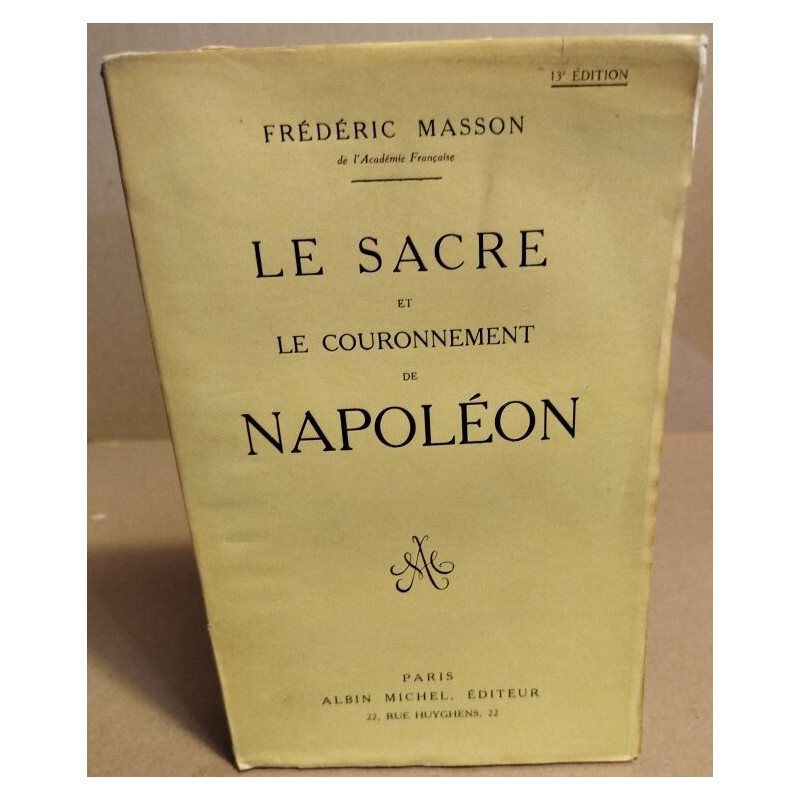 13e ÉDITION
FRÉDÉRIC MASSON
de l'Académie Française
LE SACRE
ET
LE COURONNEMENT
DE
NAPOLÉON
AM
PARIS
ALBIN MICHEL, ÉDITEUR
22, RUE HUYGHENS, 22